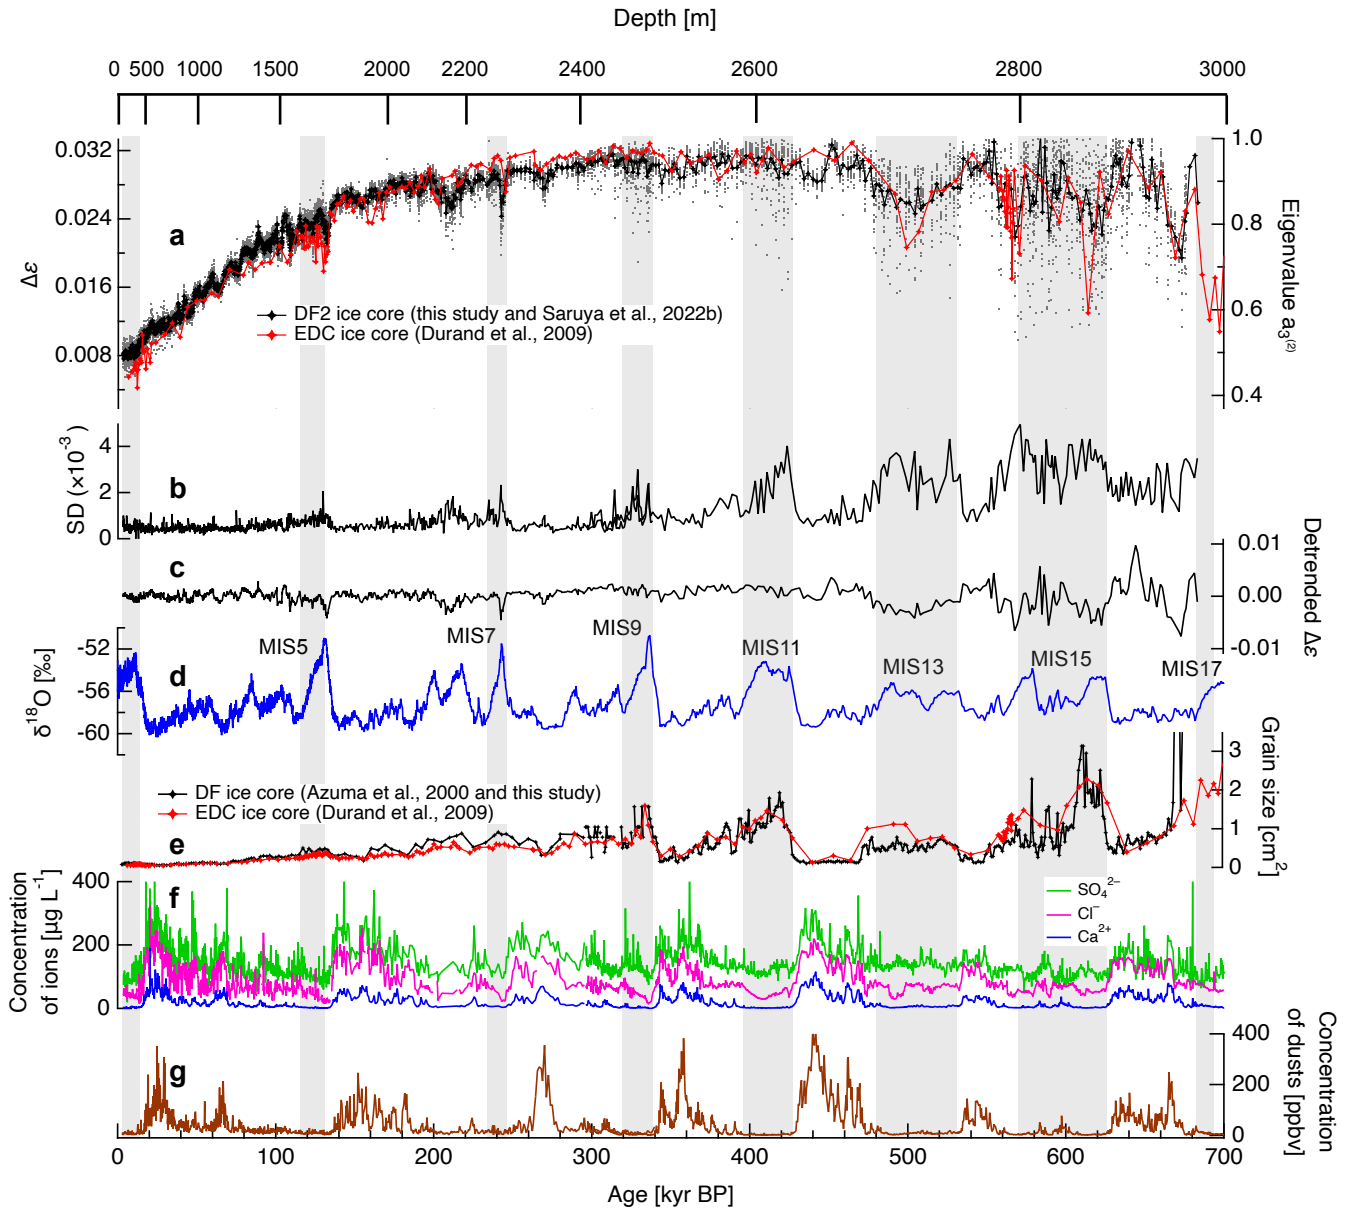 Depth [m]
0 500 1000 1500 2000 2200 2400 2600 2800 3000
0.032
0.024
0.016
0.008
Δε
a
1.0
0.8
0.6
0.4
Eigenvalue a3(2)
DF2 ice core (this study and Saruya et al., 2022b)
EDC ice core (Durand et al., 2009)
4
2
0
SD (×10-3)
b
c
0.01
0.00
-0.01
Detrended Δε
MIS5
MIS7
MIS9
MIS11
MIS13
MIS15
MIS17
-52
-56
-60
δ18O [‰]
d
3
2
1
0
Grain size [cm2]
DF ice core (Azuma et al., 2000 and this study)
EDC ice core (Durand et al., 2009)
e
400
200
0
Concentration
of ions [µg L-1]
f
SO42−
Cl−
Ca2+
g
400
200
0
Concentration
of dusts [ppbv]
0 100 200 300 400 500 600 700
Age [kyr BP]